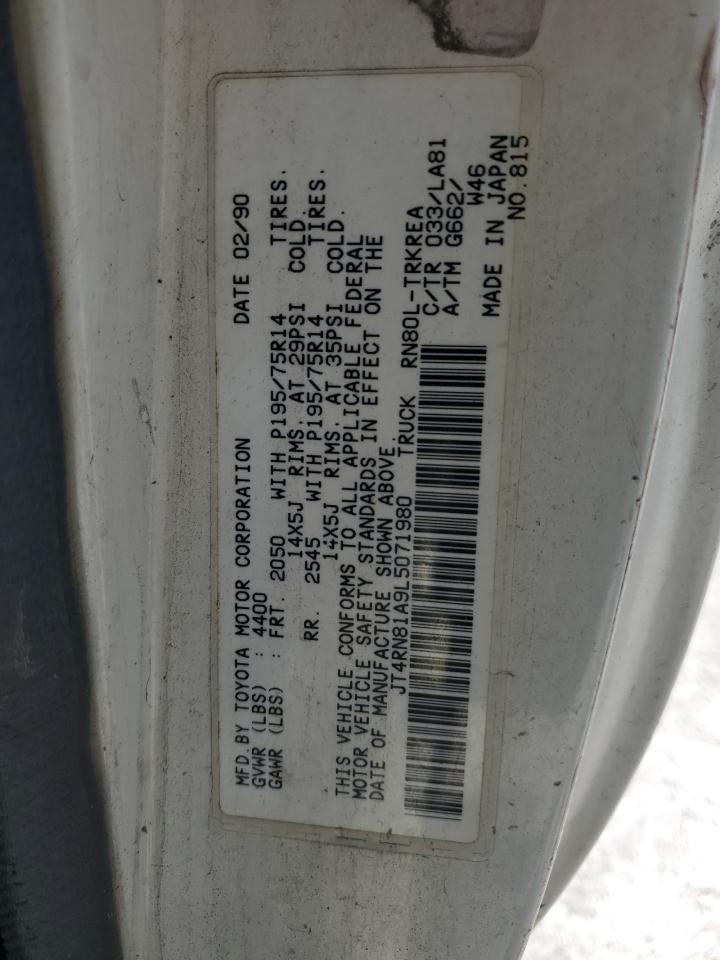 MFD.BY TOYOTA MOTOR CORPORATION DATE 02/90
GVWR (LBS) : 4400
GAWR (LBS) : FRT. 2050 WITH P195/75R14 TIRES.
14X5J RIMS. AT 29PSI COLD.
RR. 2545 WITH P195/75R14 TIRES.
14X5J RIMS. AT 35PSI COLD.
THIS VEHICLE CONFORMS TO ALL APPLICABLE FEDERAL
MOTOR VEHICLE SAFETY STANDARDS IN EFFECT ON THE
DATE OF MANUFACTURE SHOWN ABOVE.
JT4RN81A9L5071980 TRUCK RN80L-TRKREA
C/TR 033/LA81
A/TM G662/
W46
MADE IN JAPAN
NO.815